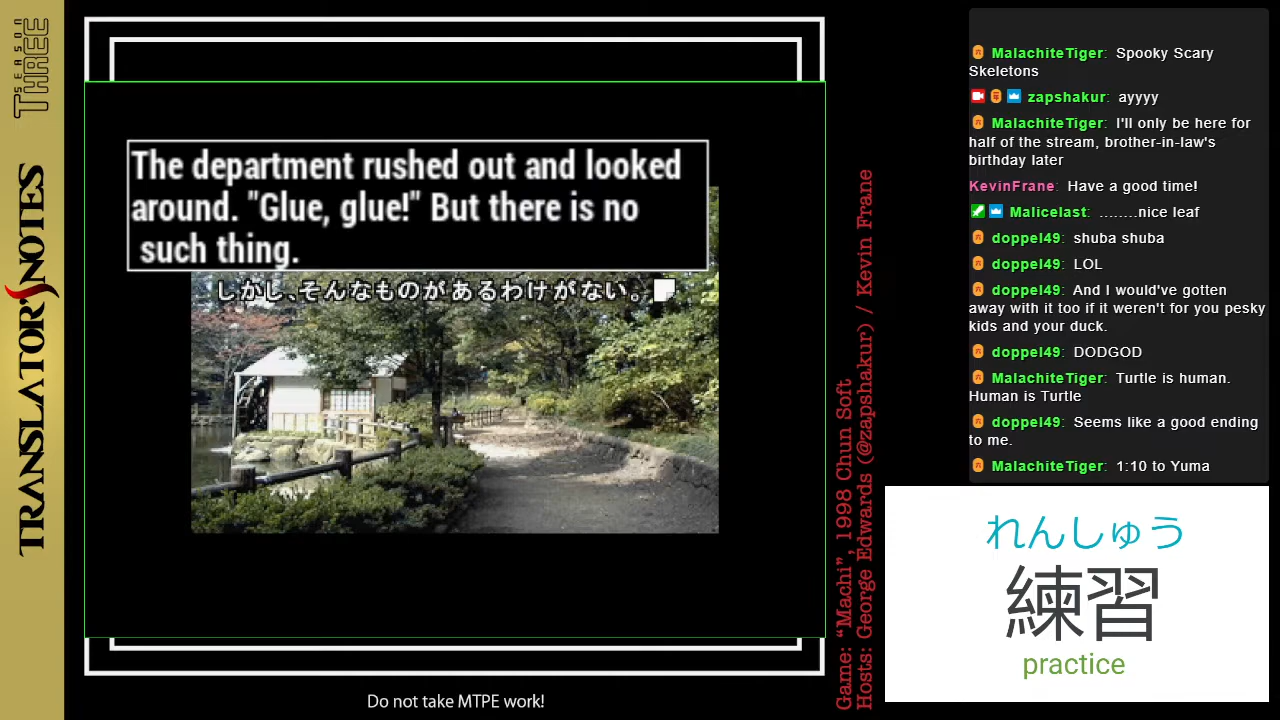 SEASON
THREE
TRANSLATOR'S NOTES
The department rushed out and looked
around. "Glue, glue!" But there is no
such thing.
しかし、そんなものがあるわけがない。
Do not take MTPE work!
Game: “Machi”, 1998 Chun Soft
Hosts: George Edwards (@zapshakur) / Kevin Frane
MalachiteTiger: Spooky Scary
Skeletons
zapshakur: ayyyy
MalachiteTiger: I'll only be here for
half of the stream, brother-in-law's
birthday later
KevinFrane: Have a good time!
Malicelast: .......nice leaf
doppel49: shuba shuba
doppel49: LOL
doppel49: And I would've gotten
away with it too if it weren't for you pesky
kids and your duck.
doppel49: DODGOD
MalachiteTiger: Turtle is human.
Human is Turtle
doppel49: Seems like a good ending
to me.
MalachiteTiger: 1:10 to Yuma
れんしゅう
練習
practice